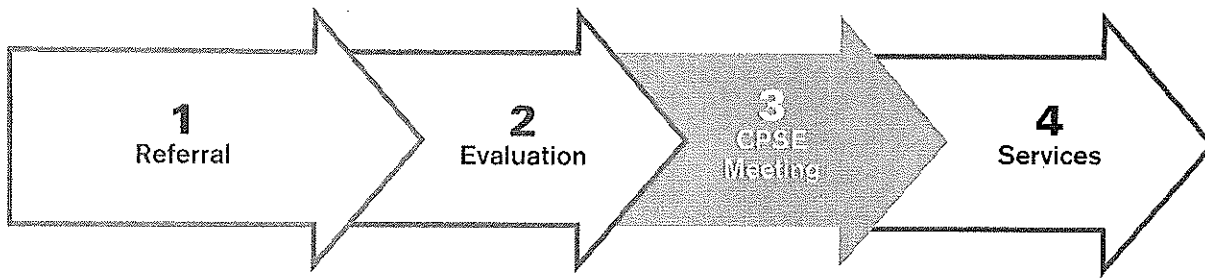 1
Referral
2
Evaluation
3
CPSE
Meeting
4
Services